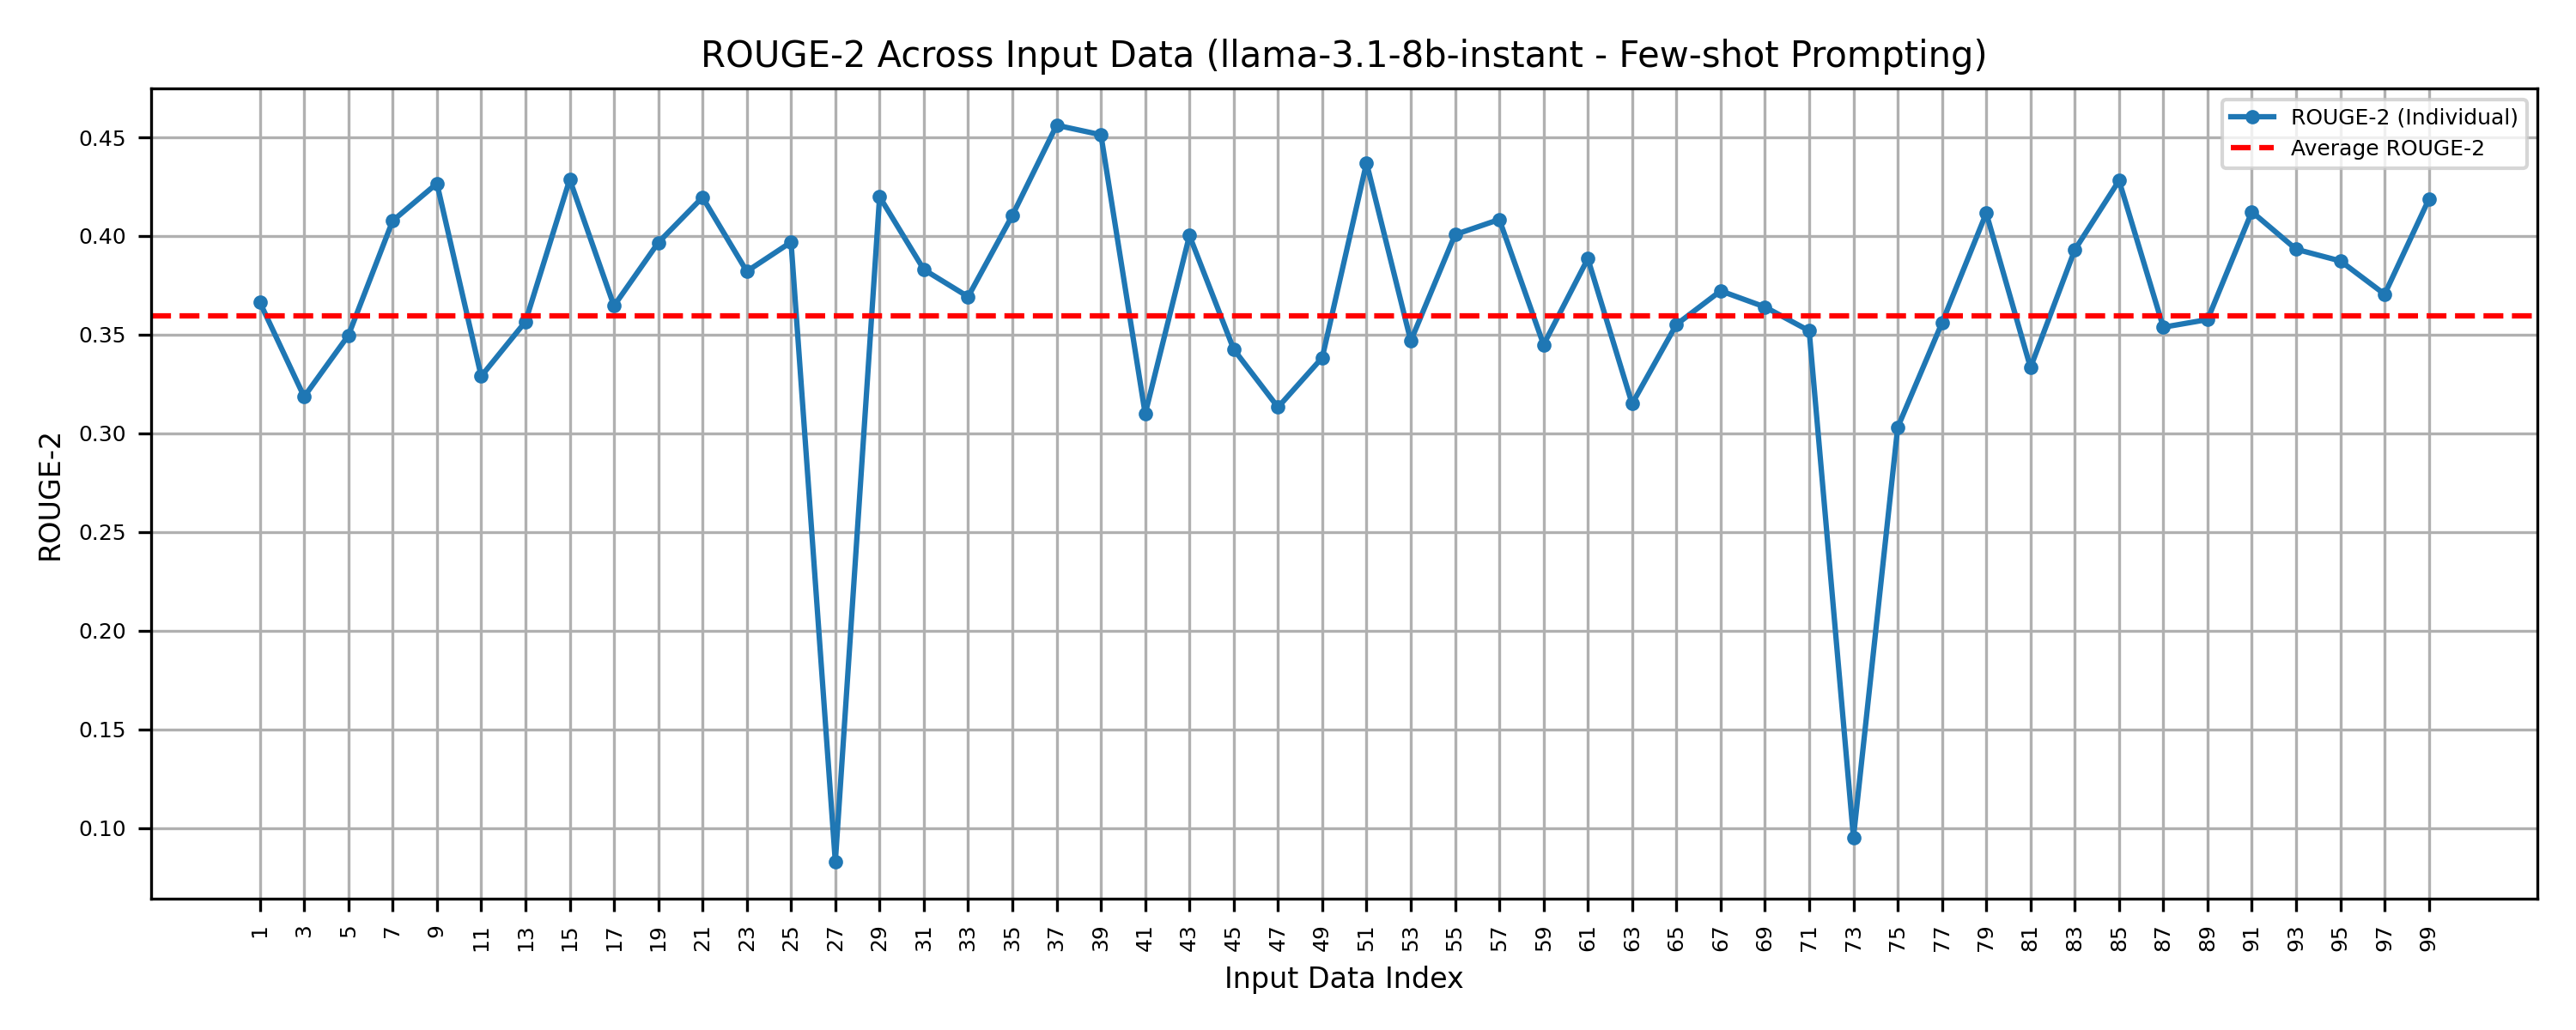 ROUGE-2 Across Input Data (llama-3.1-8b-instant - Few-shot Prompting)
ROUGE-2 (Individual)
Average ROUGE-2
ROUGE-2
0.45
0.40
0.35
0.30
0.25
0.20
0.15
0.10
1 3 5 7 9 11 13 15 17 19 21 23 25 27 29 31 33 35 37 39 41 43 45 47 49 51 53 55 57 59 61 63 65 67 69 71 73 75 77 79 81 83 85 87 89 91 93 95 97 99
Input Data Index